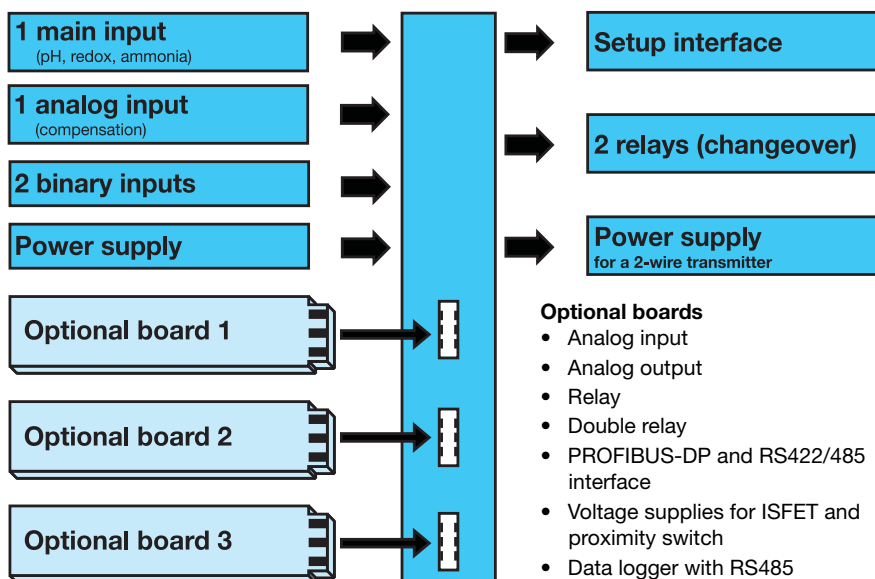 1 main input
(pH, redox, ammonia)
1 analog input
(compensation)
2 binary inputs
Power supply
Optional board 1
Optional board 2
Optional board 3
Setup interface
2 relays (changeover)
Power supply
for a 2-wire transmitter
Optional boards
• Analog input
• Analog output
• Relay
• Double relay
• PROFIBUS-DP and RS422/485
interface
• Voltage supplies for ISFET and
proximity switch
• Data logger with RS485